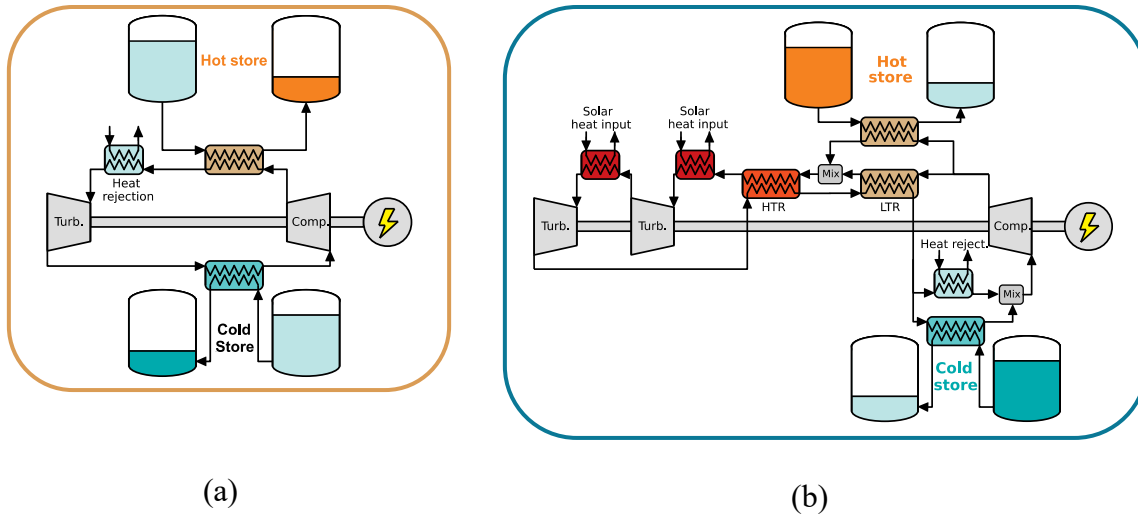 Hot store
Heat
rejection
Turb.
Comp.
Cold
Store
(a)
Hot
store
Solar
heat input
Solar
heat input
Mix
HTR
LTR
Turb.
Turb.
Comp.
Heat reject.
Mix
Cold
store
(b)